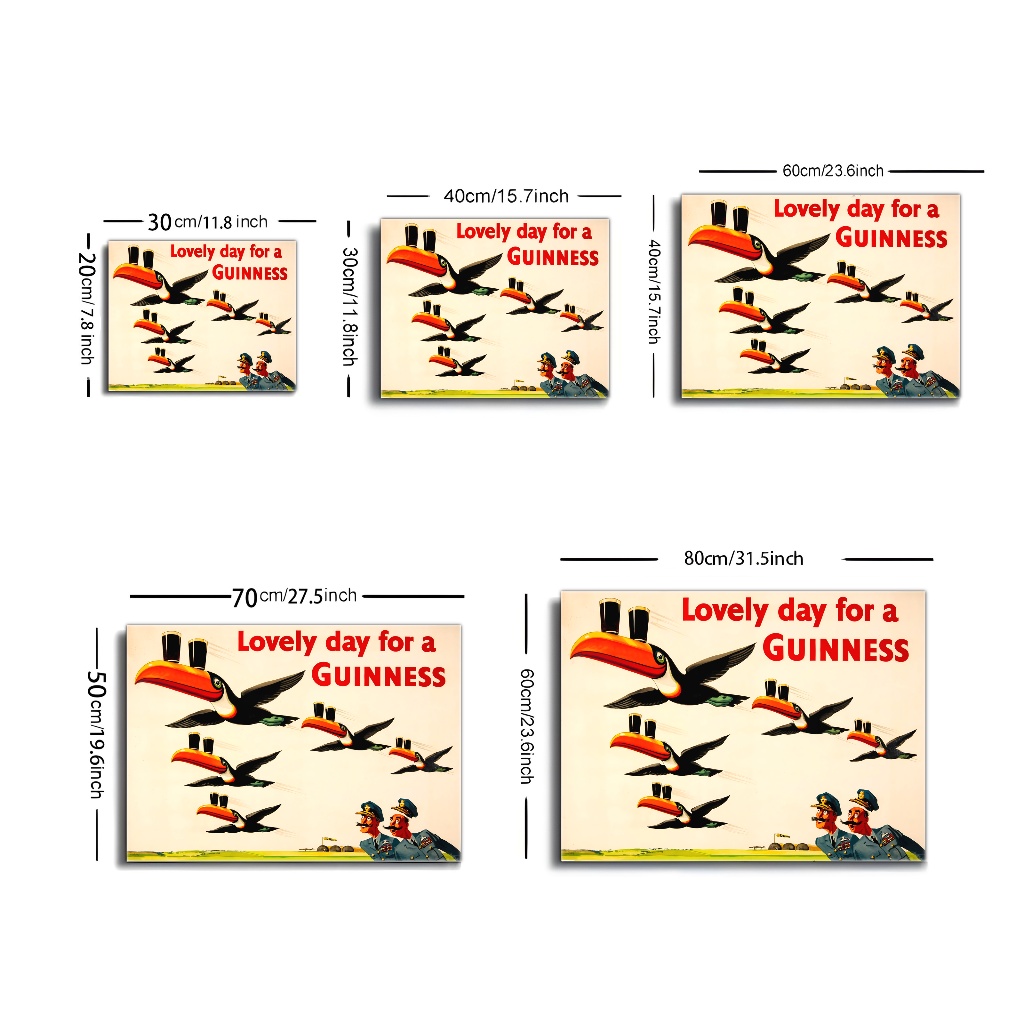 30cm/11.8 inch
20cm/ 7.8 inch
Lovely day for a
GUINNESS
40cm/15.7inch
30cm/11.8inch
Lovely day for a
GUINNESS
60cm/23.6inch
40cm/15.7inch
Lovely day for a
GUINNESS
70cm/27.5inch
50cm/19.6inch
Lovely day for a
GUINNESS
80cm/31.5inch
60cm/23.6inch
Lovely day for a
GUINNESS